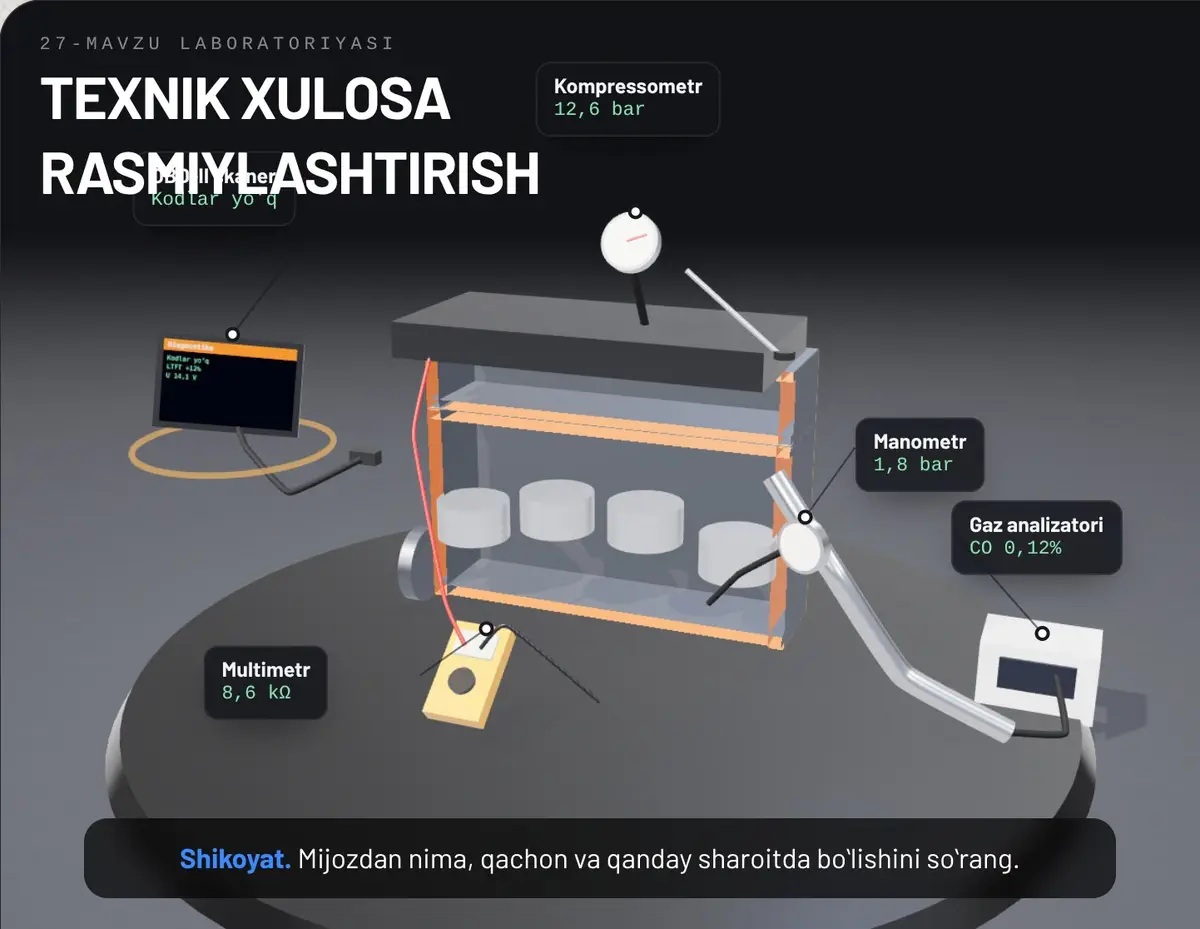 27-MAVZU LABORATORIYASI
TEXNIK XULOSA
RASMIYLASHTIRISH
Kompressometr
12,6 bar
Kodlar yo‘q
Diagnostika
Kodlar yo‘q
LTFT +12%
U 14.1 V
Manometr
1,8 bar
Gaz analizatori
CO 0,12%
Multimetr
8,6 kΩ
Shikoyat. Mijozdan nima, qachon va qanday sharoitda bo‘lishini so‘rang.